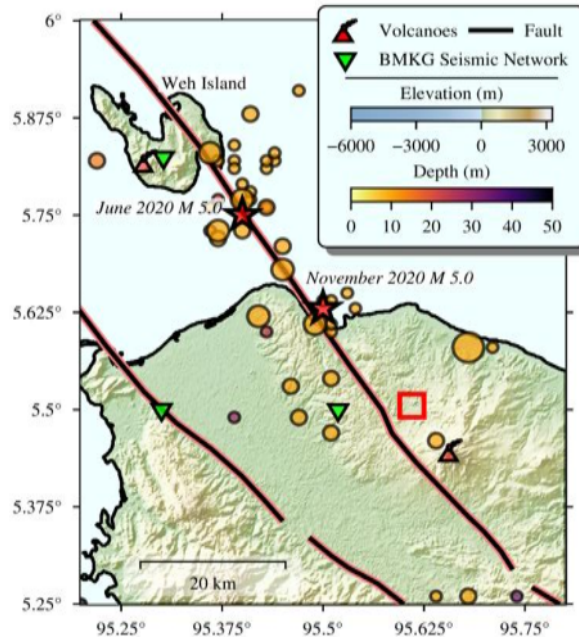 6°
5.875°
5.75°
5.625°
5.5°
5.375°
5.25°
Weh Island
June 2020 M 5.0
November 2020 M 5.0
20 km
Volcanoes Fault
BMKG Seismic Network
Elevation (m)
−6000 −3000 0 3000
Depth (m)
0 10 20 30 40 50
95.25° 95.375° 95.5° 95.625° 95.75°